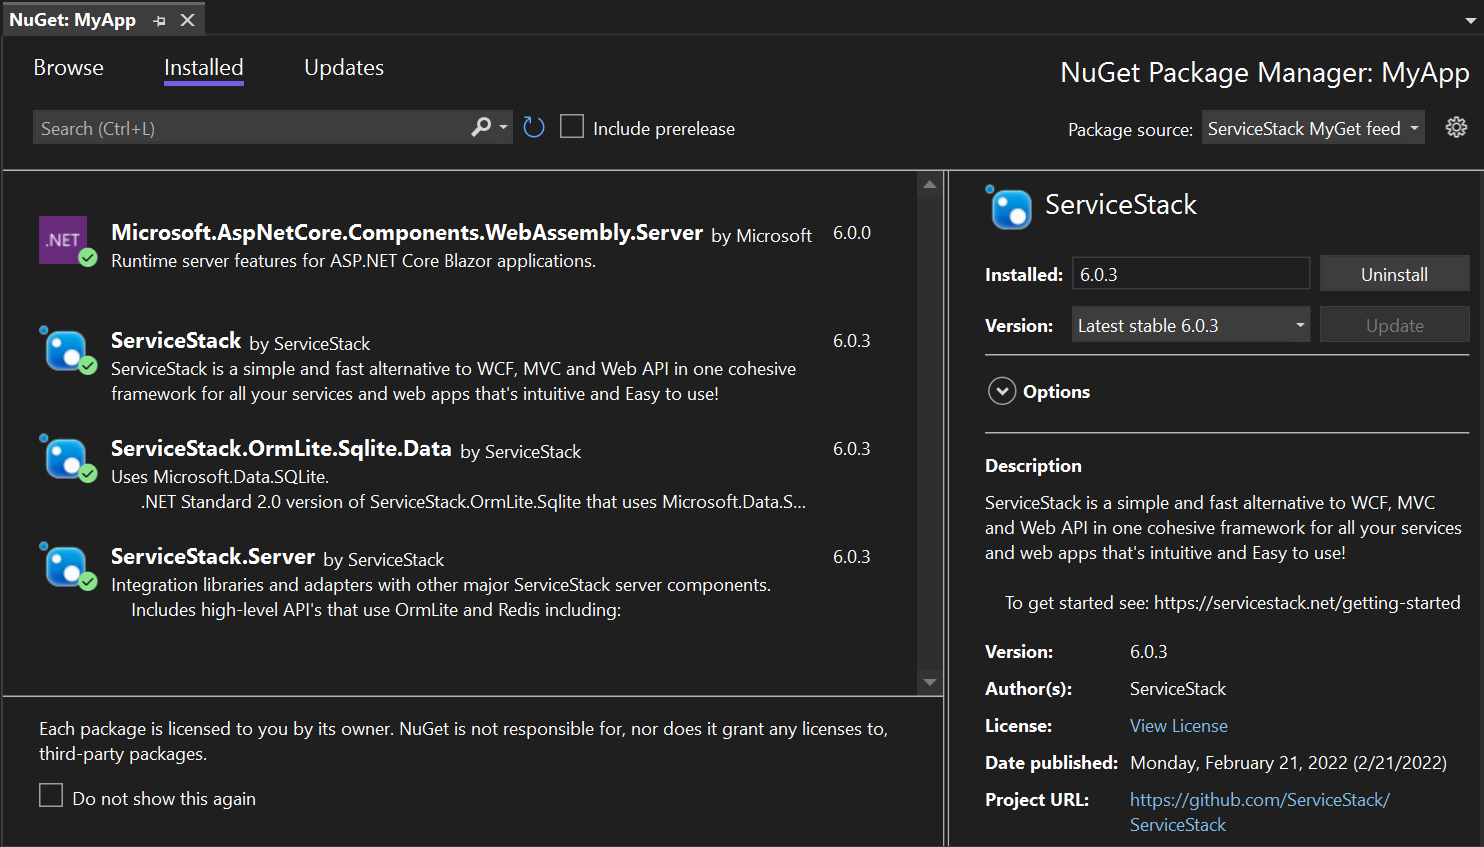 NuGet: MyApp
Browse
Installed
Updates
NuGet Package Manager: MyApp
Search (Ctrl+L)
Include prerelease
Package source:
ServiceStack MyGet feed
.NET
Microsoft.AspNetCore.Components.WebAssembly.Server by Microsoft 6.0.0
Runtime server features for ASP.NET Core Blazor applications.
ServiceStack by ServiceStack 6.0.3
ServiceStack is a simple and fast alternative to WCF, MVC and Web API in one cohesive
framework for all your services and web apps that's intuitive and Easy to use!
ServiceStack.OrmLite.Sqlite.Data by ServiceStack 6.0.3
Uses Microsoft.Data.SQLite.
.NET Standard 2.0 version of ServiceStack.OrmLite.Sqlite that uses Microsoft.Data.S...
ServiceStack.Server by ServiceStack 6.0.3
Integration libraries and adapters with other major ServiceStack server components.
Includes high-level API's that use OrmLite and Redis including:
Each package is licensed to you by its owner. NuGet is not responsible for, nor does it grant any licenses to,
third-party packages.
Do not show this again
ServiceStack
Installed: 6.0.3 Uninstall
Version: Latest stable 6.0.3 Update
Options
Description
ServiceStack is a simple and fast alternative to WCF, MVC
and Web API in one cohesive framework for all your services
and web apps that's intuitive and Easy to use!
To get started see: https://servicestack.net/getting-started
Version: 6.0.3
Author(s): ServiceStack
License: View License
Date published: Monday, February 21, 2022 (2/21/2022)
Project URL: https://github.com/ServiceStack/
ServiceStack